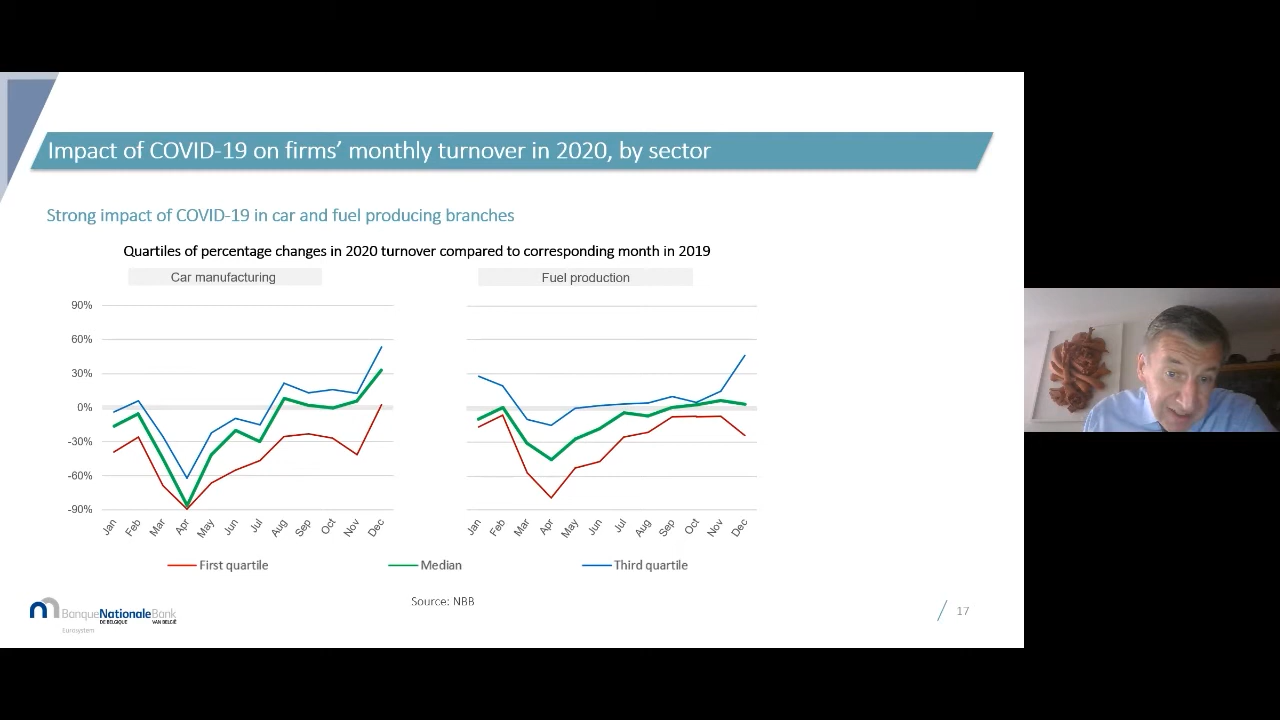 Impact of COVID-19 on firms’ monthly turnover in 2020, by sector
Strong impact of COVID-19 in car and fuel producing branches
Quartiles of percentage changes in 2020 turnover compared to corresponding month in 2019
Car manufacturing
Fuel production
90%
60%
30%
0%
-30%
-60%
-90%
Jan Feb Mar Apr May Jun Jul Aug Sep Oct Nov Dec
Jan Feb Mar Apr May Jun Jul Aug Sep Oct Nov Dec
First quartile Median Third quartile
Source: NBB
BanqueNationaleBank
DE BELGIQUE VAN BELGIË
Eurosystem
17